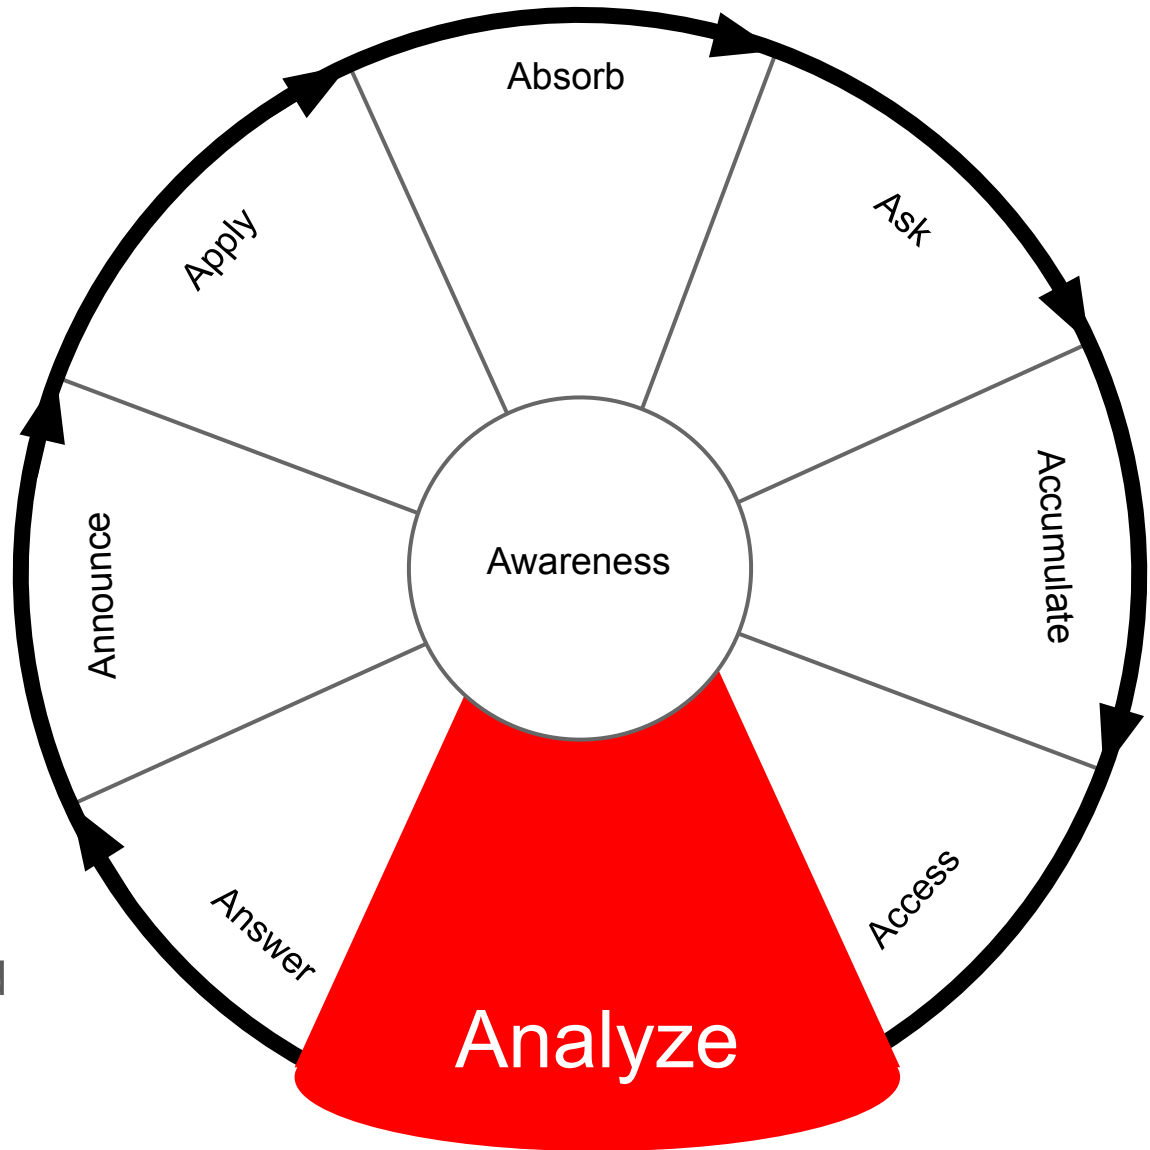 Absorb
Ask
Accumulate
Access
Analyze
Answer
Announce
Apply
Awareness